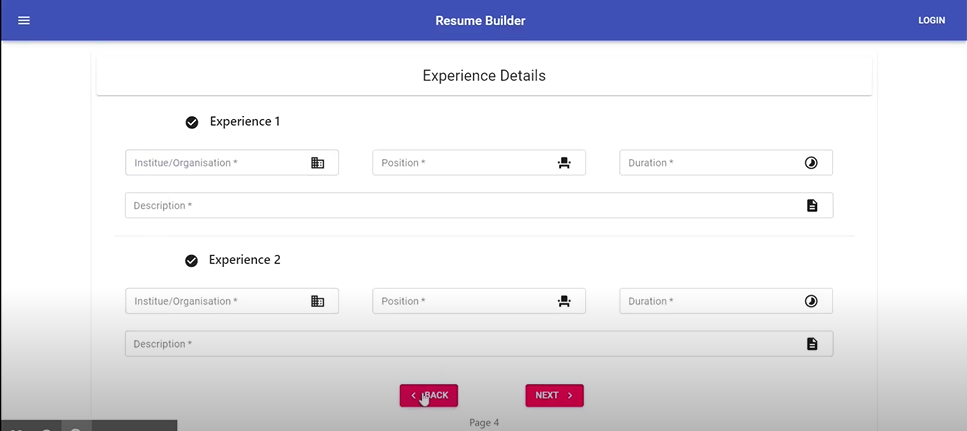 Resume Builder
LOGIN
Experience Details
Experience 1
Institue/Organisation *
Position *
Duration *
Description *
Experience 2
Institue/Organisation *
Position *
Duration *
Description *
BACK
NEXT
Page 4